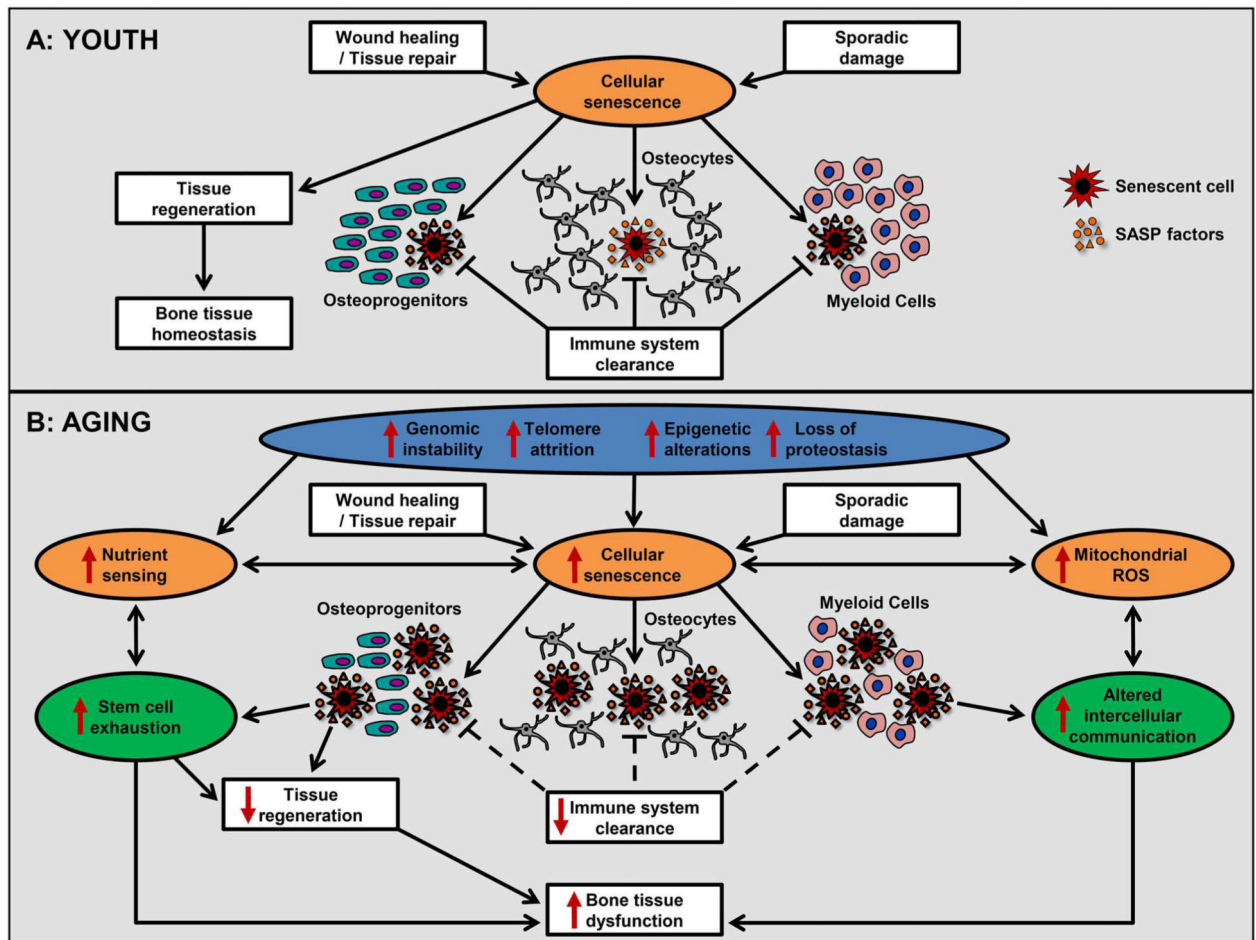 A: YOUTH
Wound healing
/ Tissue repair
Sporadic
damage
Cellular
senescence
Osteocytes
Tissue
regeneration
Senescent cell
SASP factors
Osteoprogenitors
Myeloid Cells
Bone tissue
homeostasis
Immune system
clearance
B: AGING
Genomic
instability
Telomere
attrition
Epigenetic
alterations
Loss of
proteostasis
Wound healing
/ Tissue repair
Sporadic
damage
Nutrient
sensing
Cellular
senescence
Mitochondrial
ROS
Osteoprogenitors
Osteocytes
Myeloid Cells
Stem cell
exhaustion
Altered
intercellular
communication
Tissue
regeneration
Immune system
clearance
Bone tissue
dysfunction